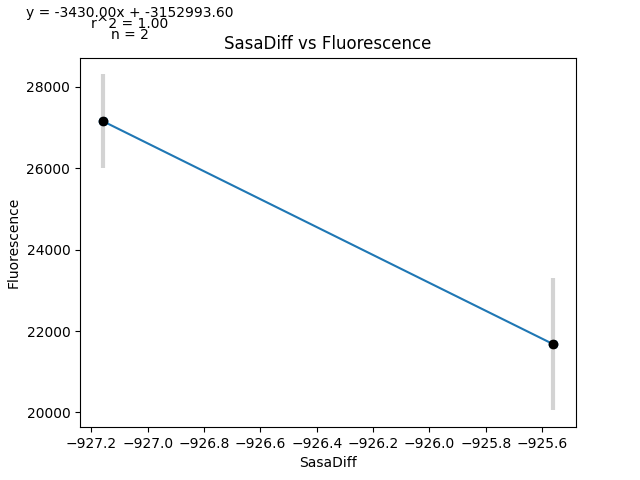 y = -3430.00x + -3152993.60
r^2 = 1.00
n = 2
SasaDiff vs Fluorescence
28000
26000
24000
22000
20000
Fluorescence
−927.2 −927.0 −926.8 −926.6 −926.4 −926.2 −926.0 −925.8 −925.6
SasaDiff